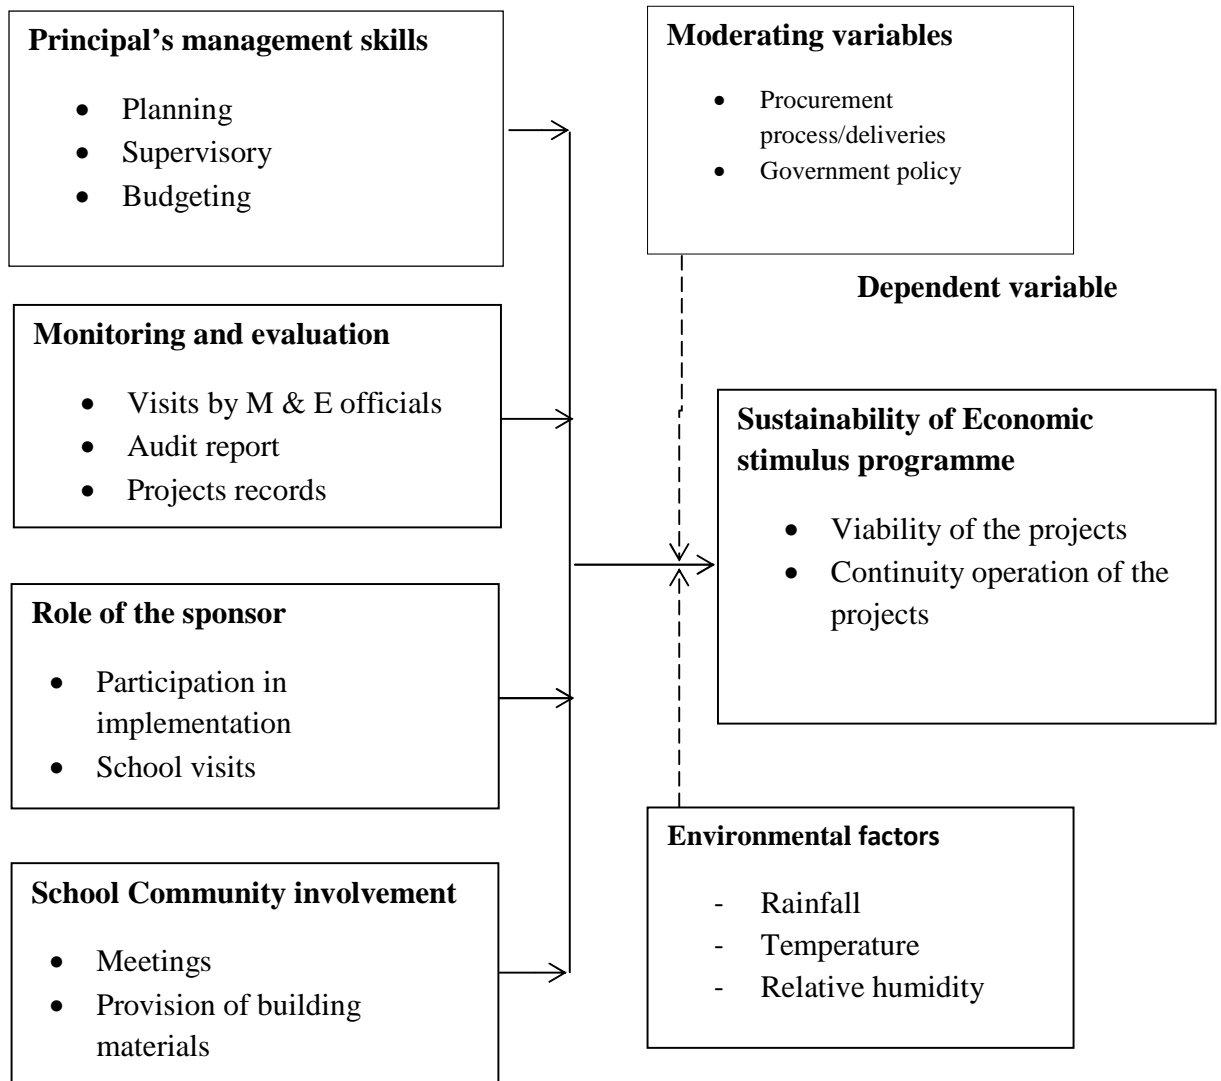 Principal’s management skills
• Planning
• Supervisory
• Budgeting
Monitoring and evaluation
• Visits by M & E officials
• Audit report
• Projects records
Role of the sponsor
• Participation in
implementation
• School visits
School Community involvement
• Meetings
• Provision of building
materials
Moderating variables
• Procurement
process/deliveries
• Government policy
Dependent variable
Sustainability of Economic
stimulus programme
• Viability of the projects
• Continuity operation of the
projects
Environmental factors
- Rainfall
- Temperature
- Relative humidity